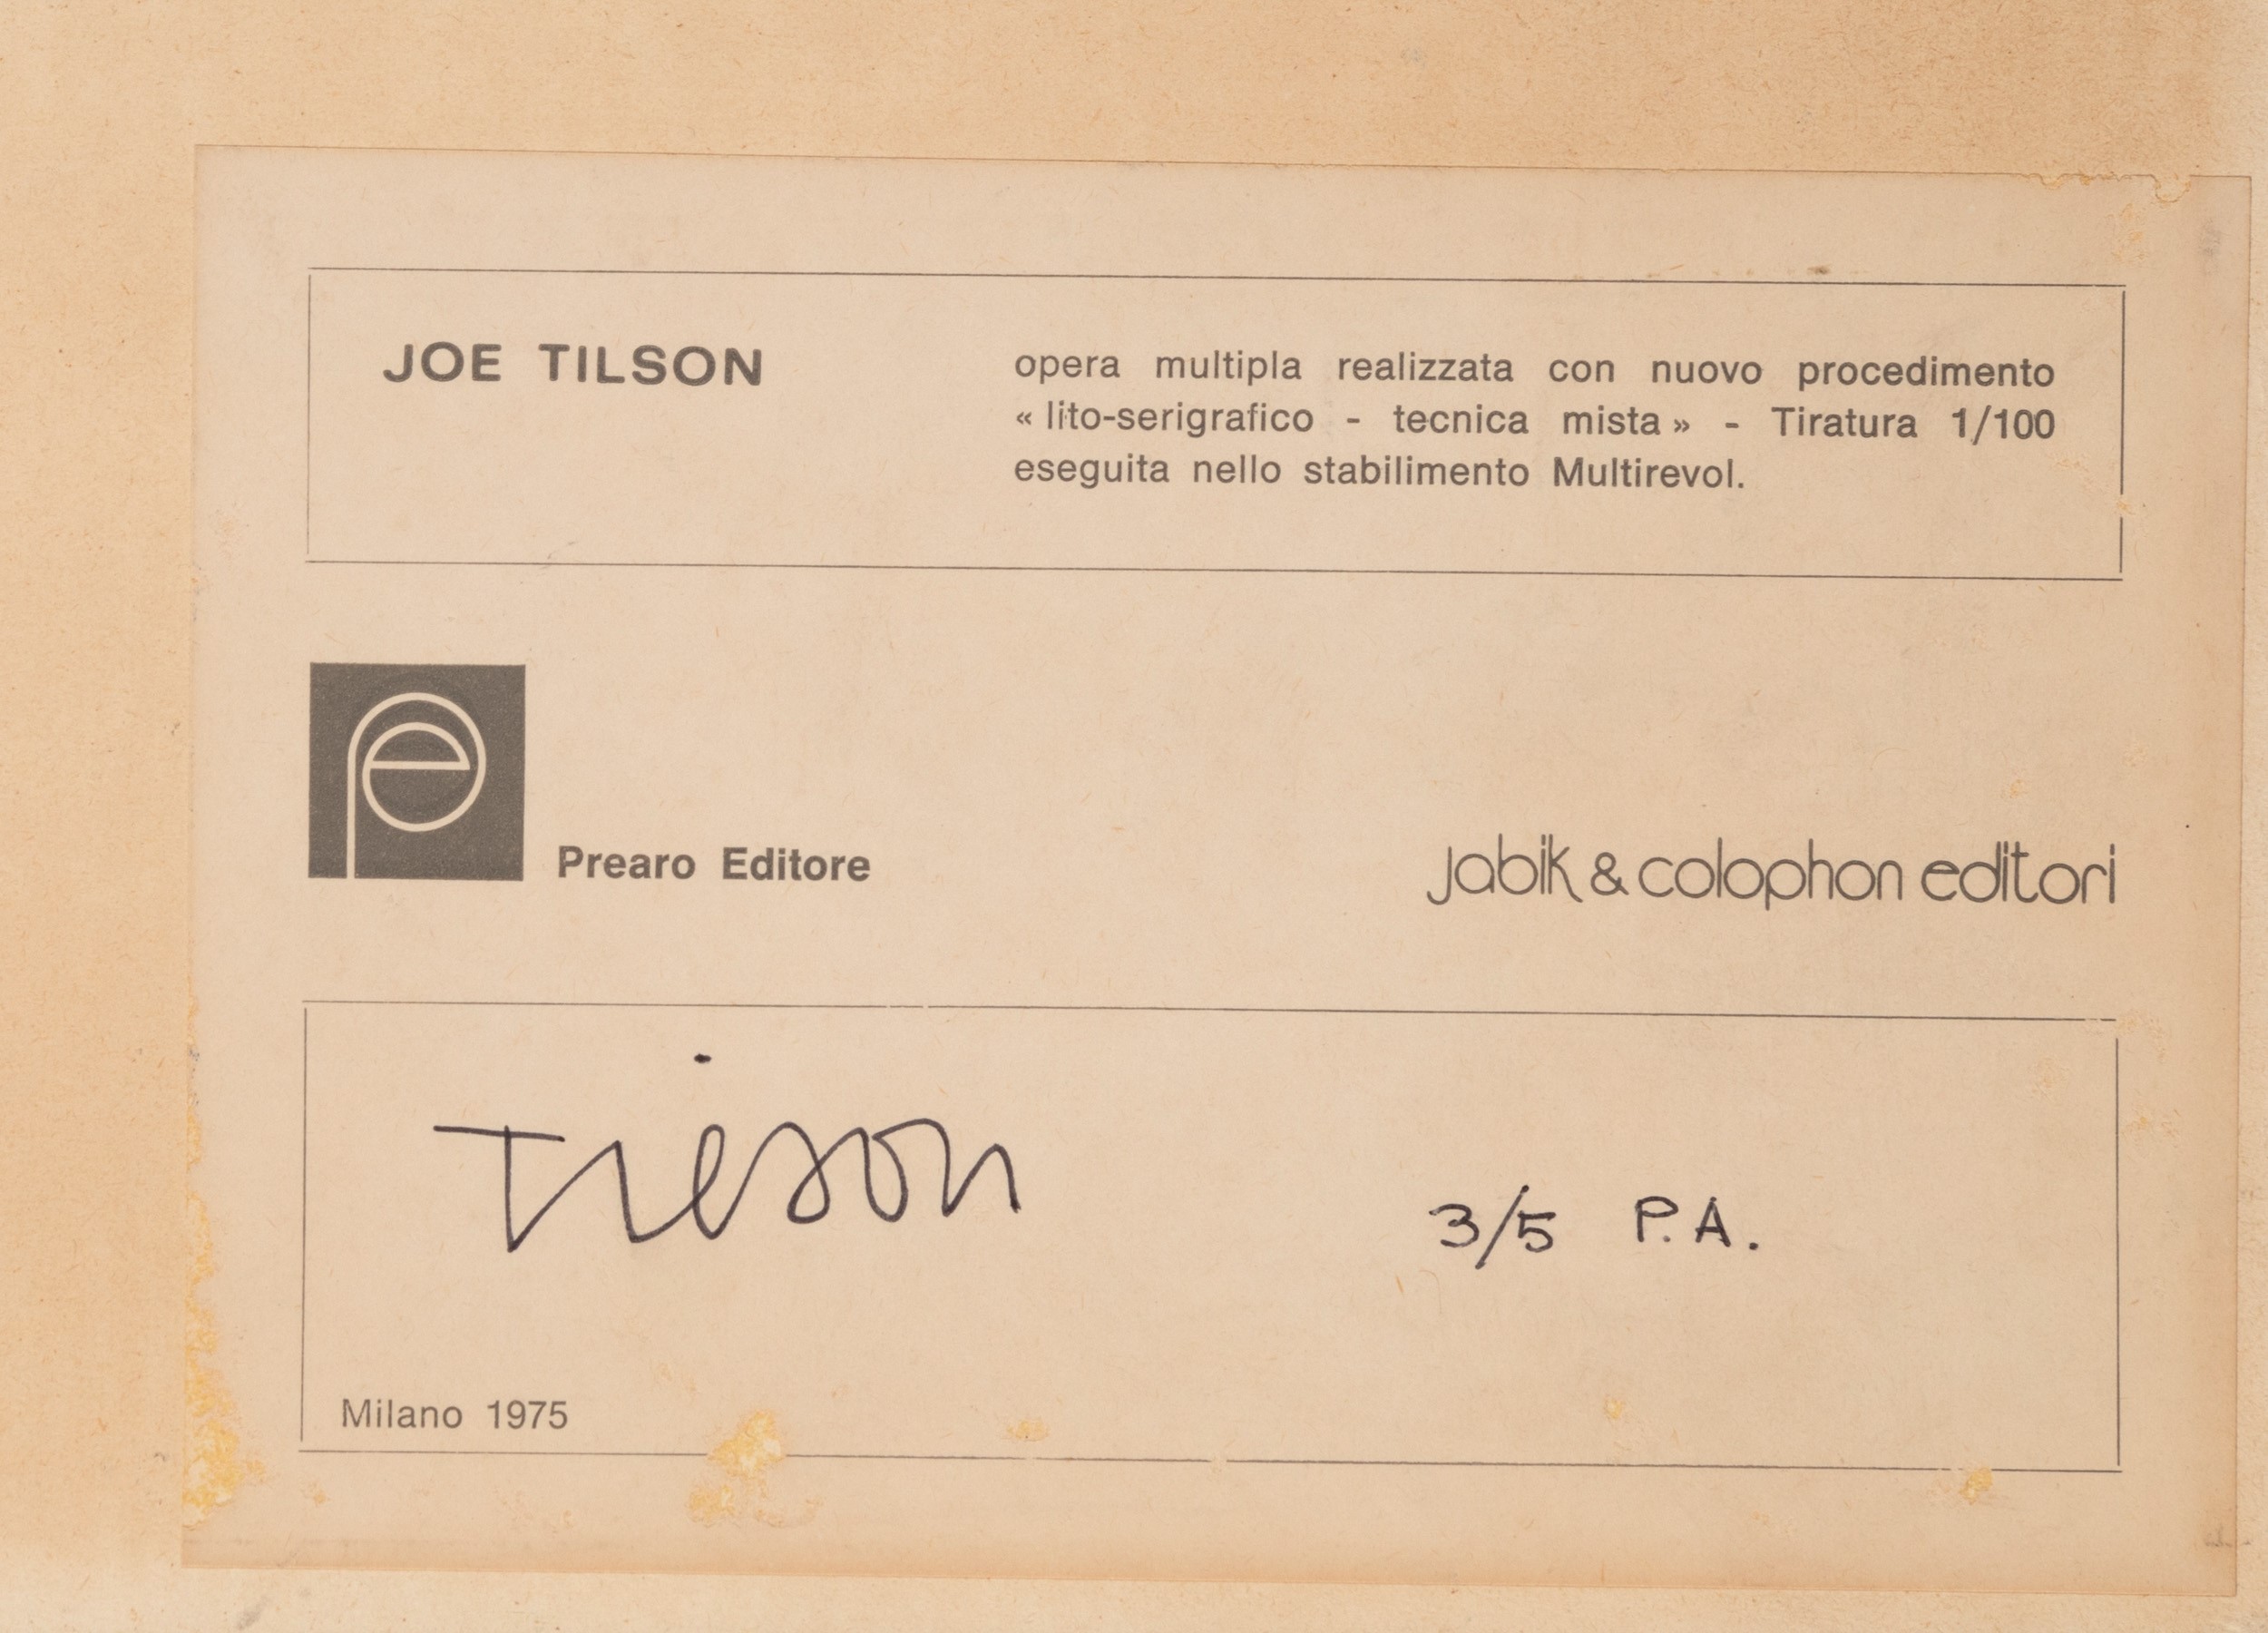 JOE TILSON
opera multipla realizzata con nuovo procedimento
« lito-serigrafico - tecnica mista » - Tiratura 1/100
eseguita nello stabilimento Multirevol.
pe
Prearo Editore
jabik & colophon editori
Tilson
3/5 P.A.
Milano 1975